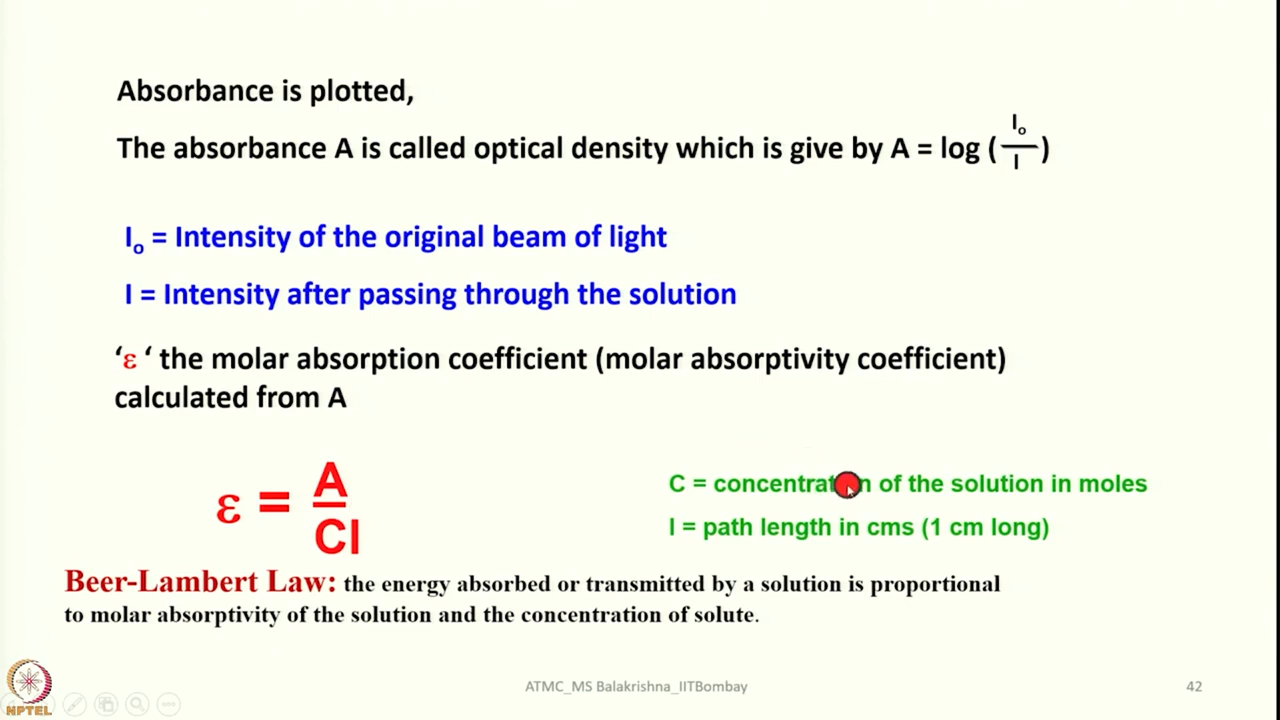 Absorbance is plotted,
The absorbance A is called optical density which is give by A = log (Io/I)
Io = Intensity of the original beam of light
I = Intensity after passing through the solution
‘ε ‘ the molar absorption coefficient (molar absorptivity coefficient)
calculated from A
ε = A/Cl
C = concentration of the solution in moles
l = path length in cms (1 cm long)
Beer-Lambert Law: the energy absorbed or transmitted by a solution is proportional
to molar absorptivity of the solution and the concentration of solute.
NPTEL
ATMC_MS Balakrishna_IITBombay
42